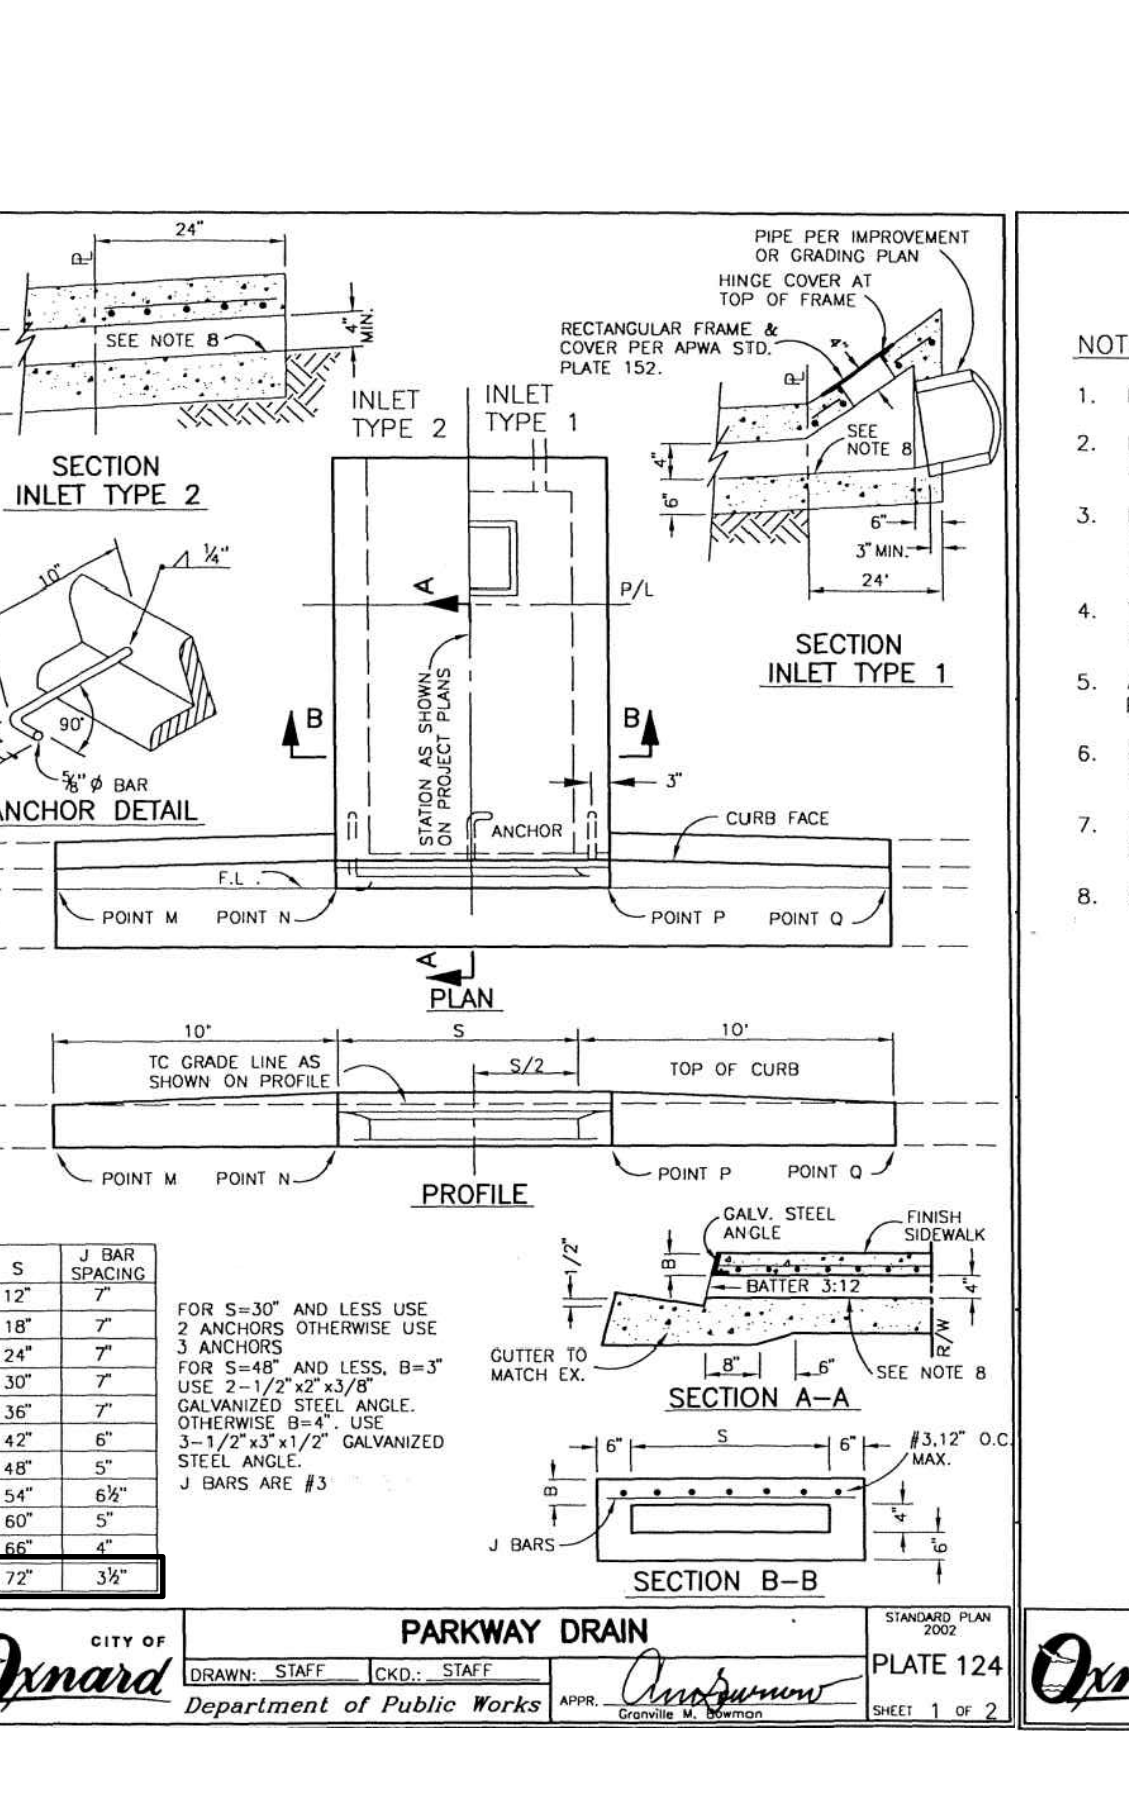 24"
PL
4"
MIN.
SEE NOTE 8
SECTION
INLET TYPE 2
PIPE PER IMPROVEMENT
OR GRADING PLAN
HINGE COVER AT
TOP OF FRAME
RECTANGULAR FRAME &
COVER PER APWA STD.
PLATE 152.
PL
SEE
NOTE 8
4"
6"
6"
3" MIN.
24'
SECTION
INLET TYPE 1
INLET
TYPE 2
INLET
TYPE 1
10"
1/4"
90°
5/8" Ø BAR
ANCHOR DETAIL
A
P/L
B
B
STATION AS SHOWN
ON PROJECT PLANS
3"
ANCHOR
CURB FACE
F.L.
POINT M
POINT N
POINT P
POINT Q
A
PLAN
10'
S
10'
TC GRADE LINE AS
SHOWN ON PROFILE
S/2
TOP OF CURB
POINT M
POINT N
POINT P
POINT Q
PROFILE
S J BAR
SPACING
12" 7"
18" 7"
24" 7"
30" 7"
36" 7"
42" 6"
48" 5"
54" 6½"
60" 5"
66" 4"
72" 3½"
FOR S=30" AND LESS USE
2 ANCHORS OTHERWISE USE
3 ANCHORS
FOR S=48" AND LESS, B=3"
USE 2-1/2"x2"x3/8"
GALVANIZED STEEL ANGLE.
OTHERWISE B=4". USE
3-1/2"x3"x1/2" GALVANIZED
STEEL ANGLE.
J BARS ARE #3
GALV. STEEL
ANGLE
FINISH
SIDEWALK
1/2"
B
BATTER 3:12
4"
R/W
GUTTER TO
MATCH EX.
8"
6"
SEE NOTE 8
SECTION A-A
6"
S
6"
#3,12" O.C.
MAX.
B
4"
6"
J BARS
SECTION B-B
CITY OF
Oxnard
PARKWAY DRAIN
DRAWN: STAFF
CKD.: STAFF
Department of Public Works
APPR.
Granville M. Bowman
STANDARD PLAN
2002
PLATE 124
SHEET 1 OF 2
NOT
1.
2.
3.
4.
5.
6.
7.
8.
Oxn